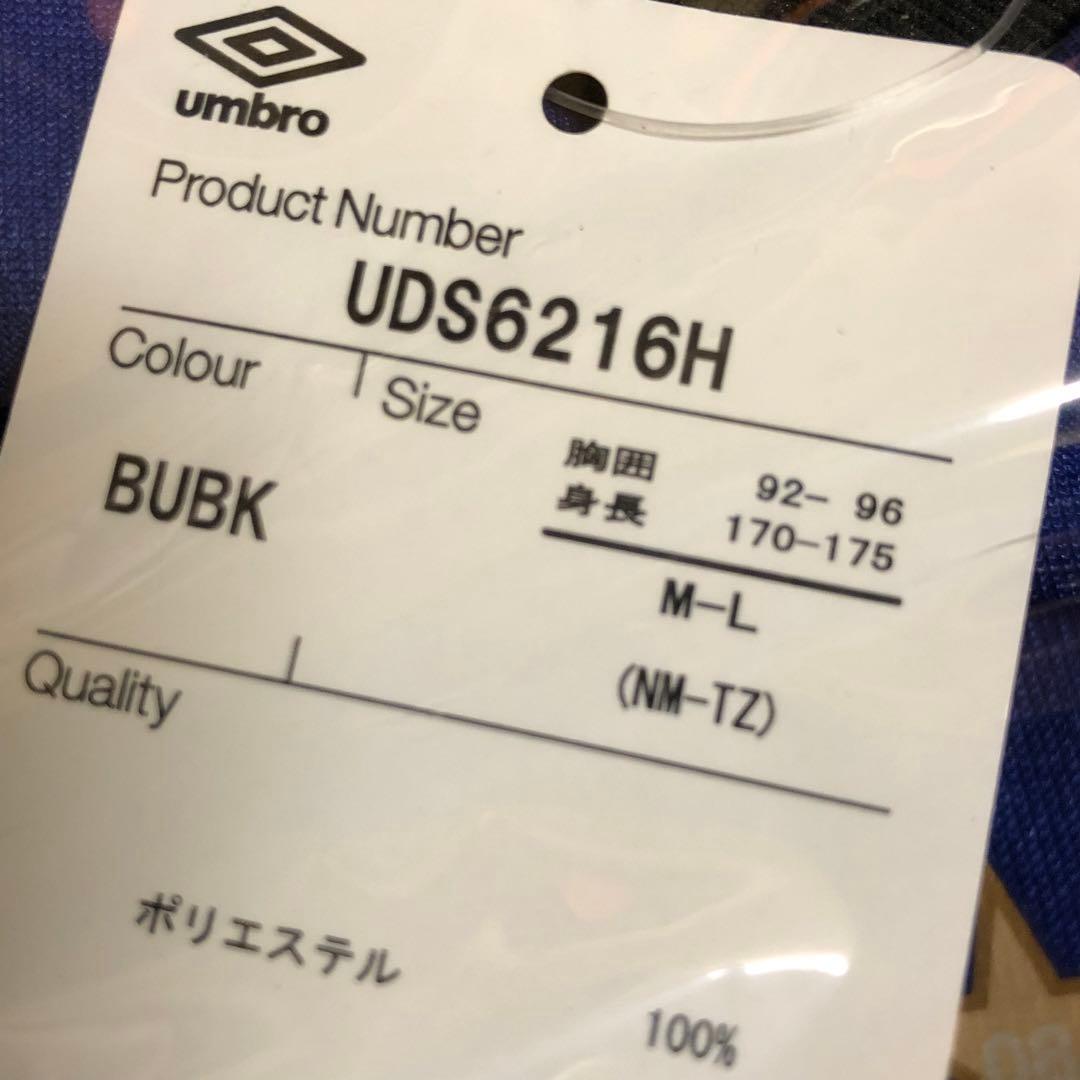 umbro
Product Number
UDS6216H
Colour
Size
BUBK
胸囲 92- 96
身長 170-175
M-L
(NM-TZ)
Quality
ポリエステル
100%